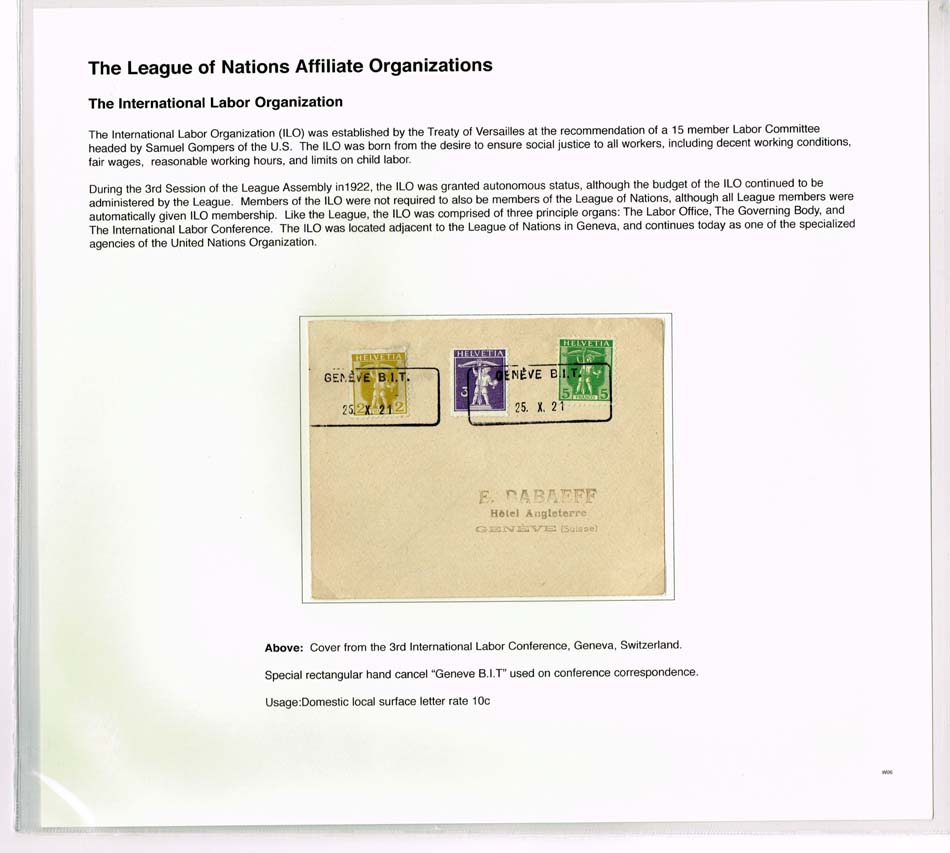 The League of Nations Affiliate Organizations
The International Labor Organization
The International Labor Organization (ILO) was established by the Treaty of Versailles at the recommendation of a 15 member Labor Committee
headed by Samuel Gompers of the U.S. The ILO was born from the desire to ensure social justice to all workers, including decent working conditions,
fair wages, reasonable working hours, and limits on child labor.
During the 3rd Session of the League Assembly in1922, the ILO was granted autonomous status, although the budget of the ILO continued to be
administered by the League. Members of the ILO were not required to also be members of the League of Nations, although all League members were
automatically given ILO membership. Like the League, the ILO was comprised of three principle organs: The Labor Office, The Governing Body, and
The International Labor Conference. The ILO was located adjacent to the League of Nations in Geneva, and continues today as one of the specialized
agencies of the United Nations Organization.
HELVETIA HELVETIA HELVETIA
GENÈVE B.I.T. GENÈVE B.I.T.
3 5 FRANCO 5
2 2
25. X. 21 25. X. 21
E. BABAEFF
Hôtel Angleterre
GENÈVE (Suisse)
Above: Cover from the 3rd International Labor Conference, Geneva, Switzerland.
Special rectangular hand cancel “Geneve B.I.T” used on conference correspondence.
Usage:Domestic local surface letter rate 10c